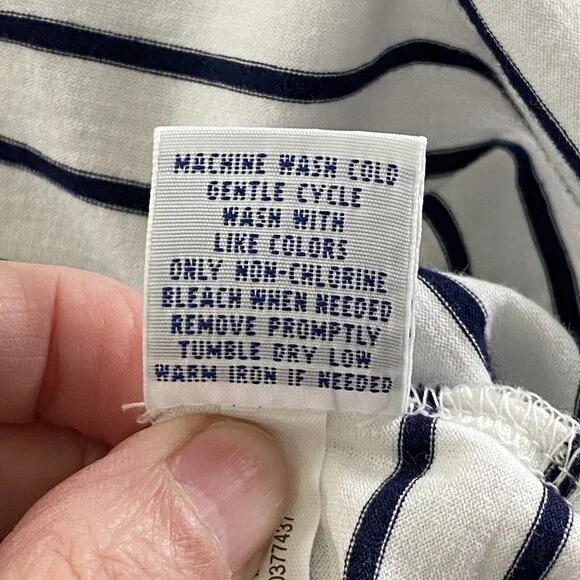 MACHINE WASH COLD
GENTLE CYCLE
WASH WITH
LIKE COLORS
ONLY NON-CHLORINE
BLEACH WHEN NEEDED
REMOVE PROMPTLY
TUMBLE DRY LOW
WARM IRON IF NEEDED
0377437